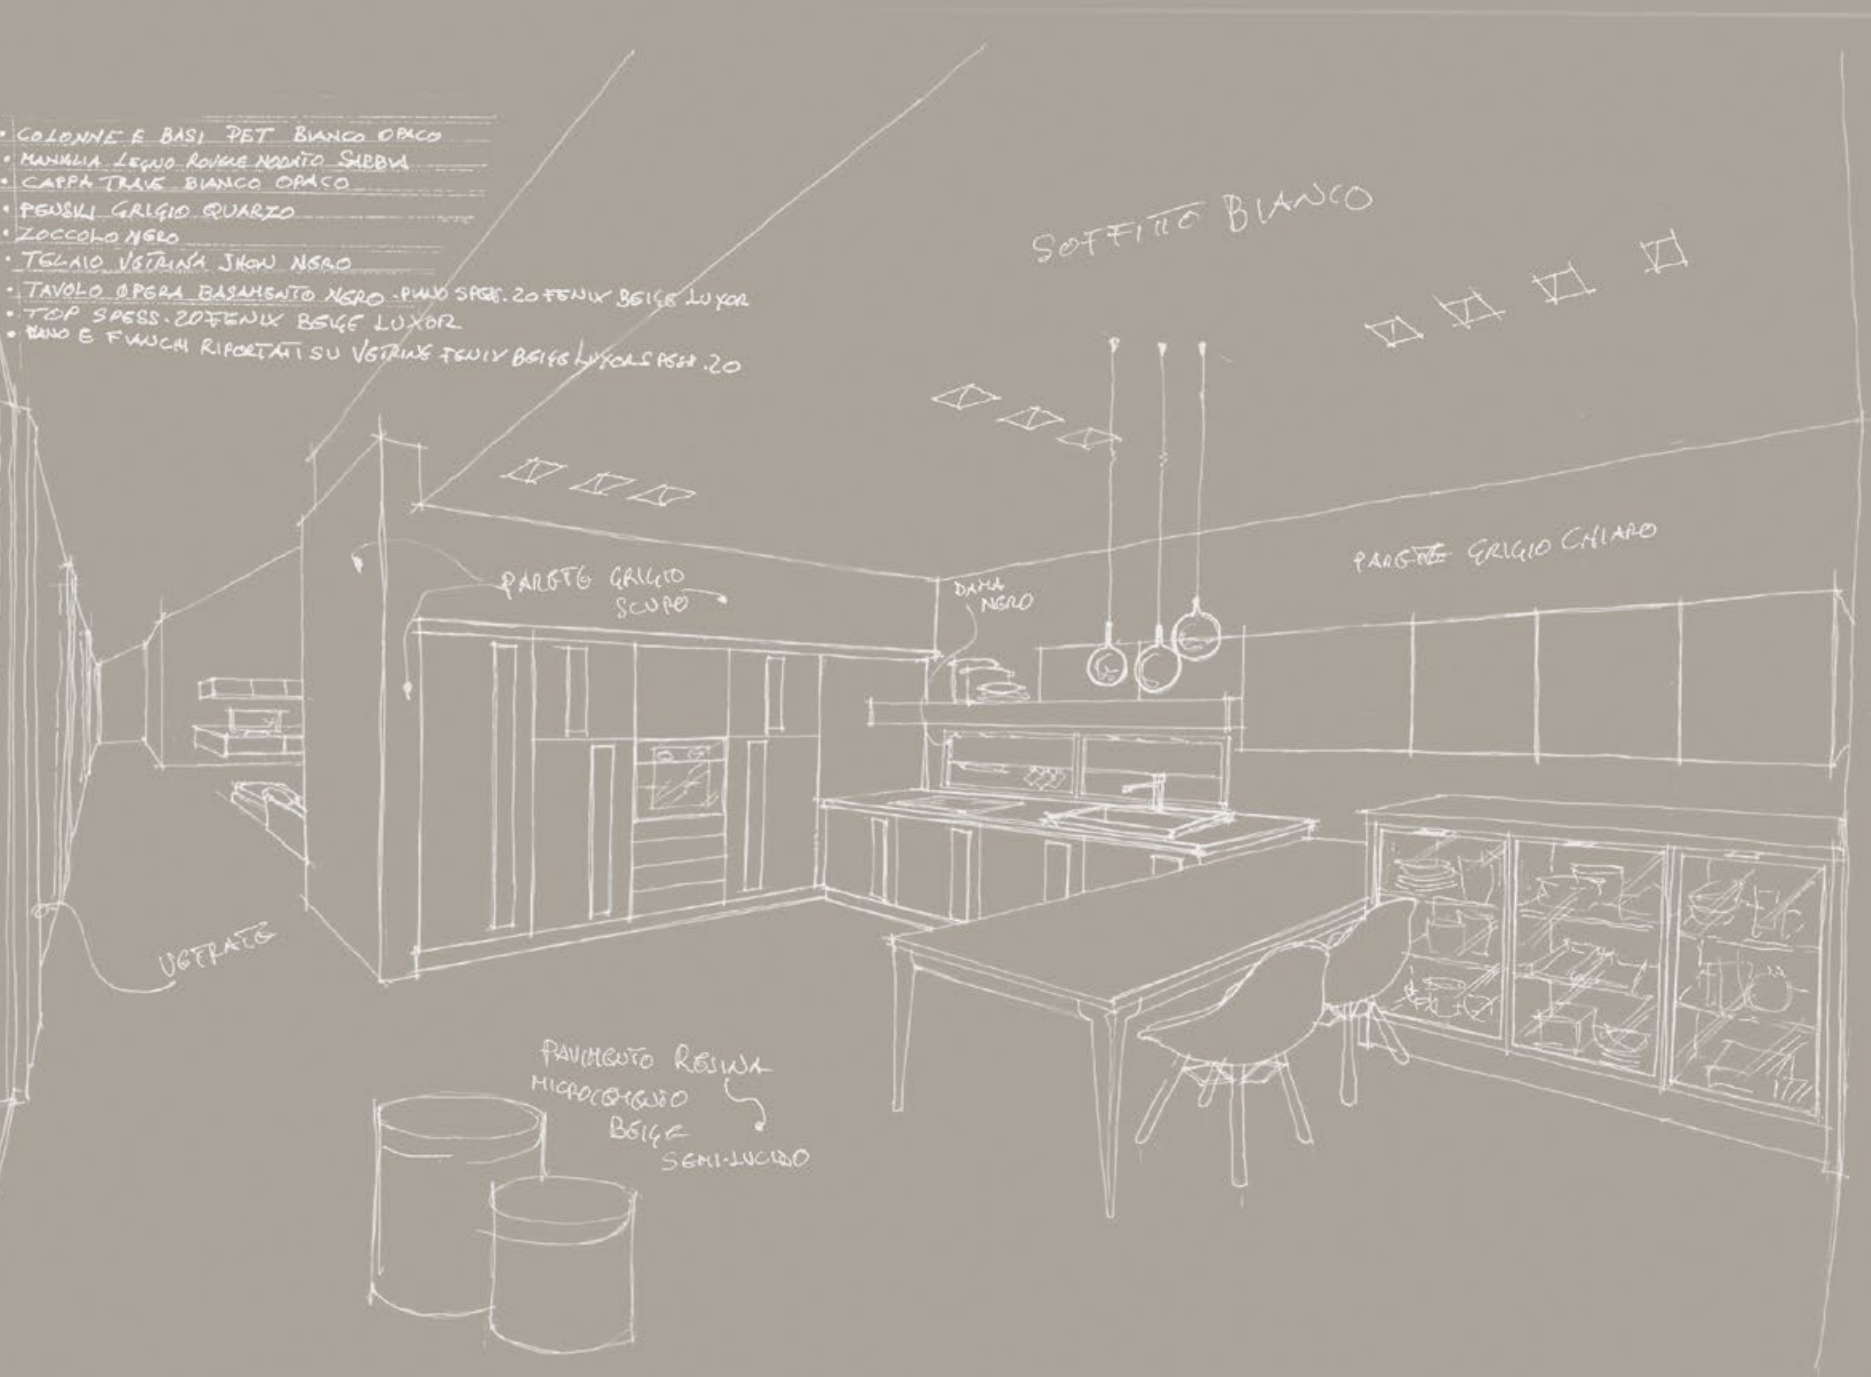 • COLONNE E BASI PET BIANCO OPACO
• MANIGLIA LEGNO ROVERE NODATO SABBIA
• CAPPA TRAVE BIANCO OPACO
• PENSILI GRIGIO QUARZO
• ZOCCOLO NERO
• TELAIO VETRINA JHON NERO
• TAVOLO OPERA BASAMENTO NERO - PIANO SPESS. 20 FENIX BEIGE LUXOR
• TOP SPESS. 20 FENIX BEIGE LUXOR
• PIANO E FIANCHI RIPORTATI SU VETRINE FENIX BEIGE LUXOR SPESS. 20
SOFFITTO BIANCO
PARETE GRIGIO CHIARO
PARETE GRIGIO
SCURO
DAMA
NERO
VETRATE
PAVIMENTO RESINA
MICROCEMENTO
BEIGE
SEMI-LUCIDO